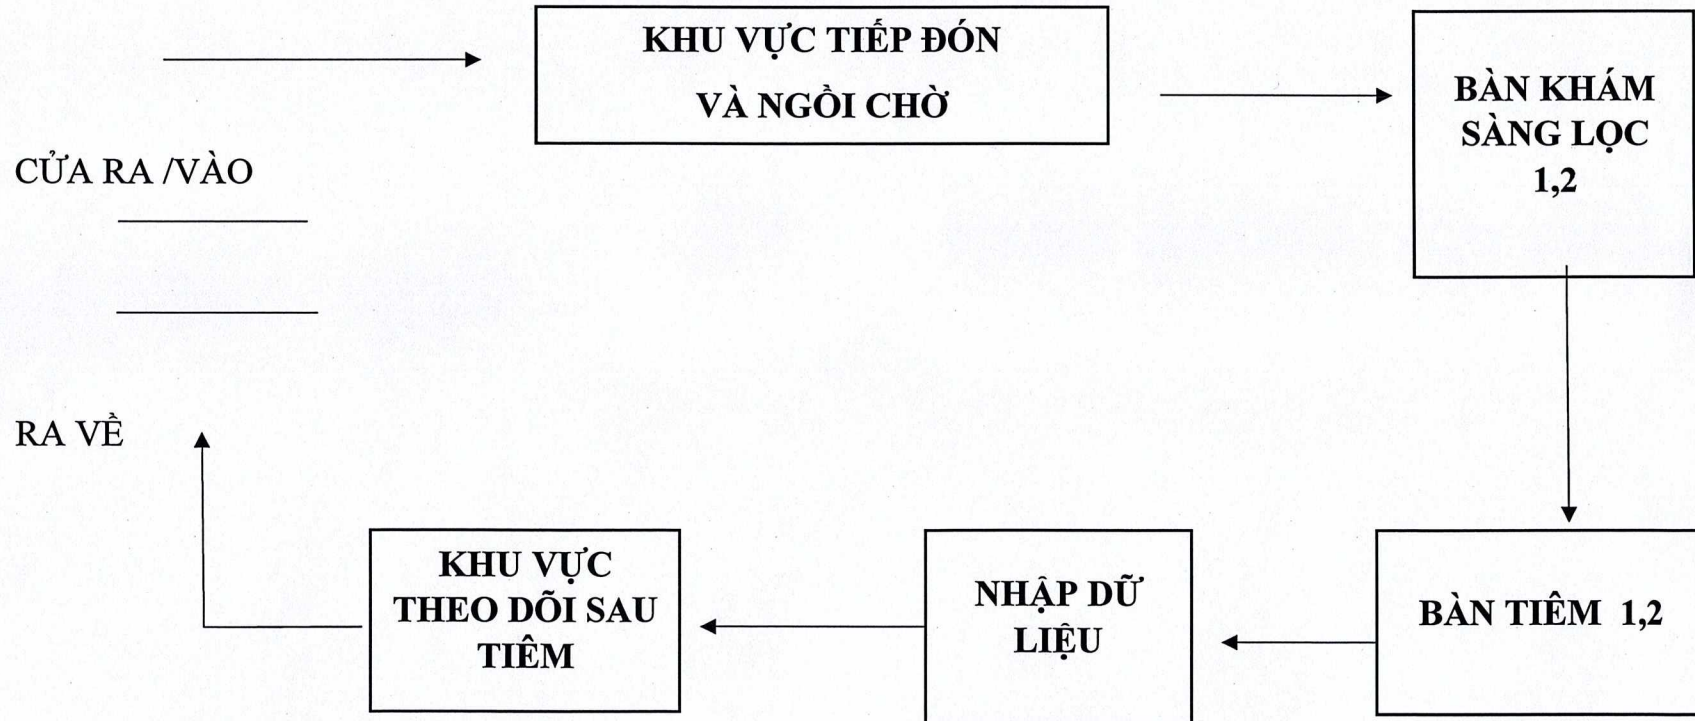 KHU VỰC TIẾP ĐÓN
VÀ NGỒI CHỜ
BÀN KHÁM
SÀNG LỌC
1,2
CỬA RA /VÀO
RA VỀ
KHU VỰC
THEO DÕI SAU
TIÊM
NHẬP DỮ
LIỆU
BÀN TIÊM 1,2